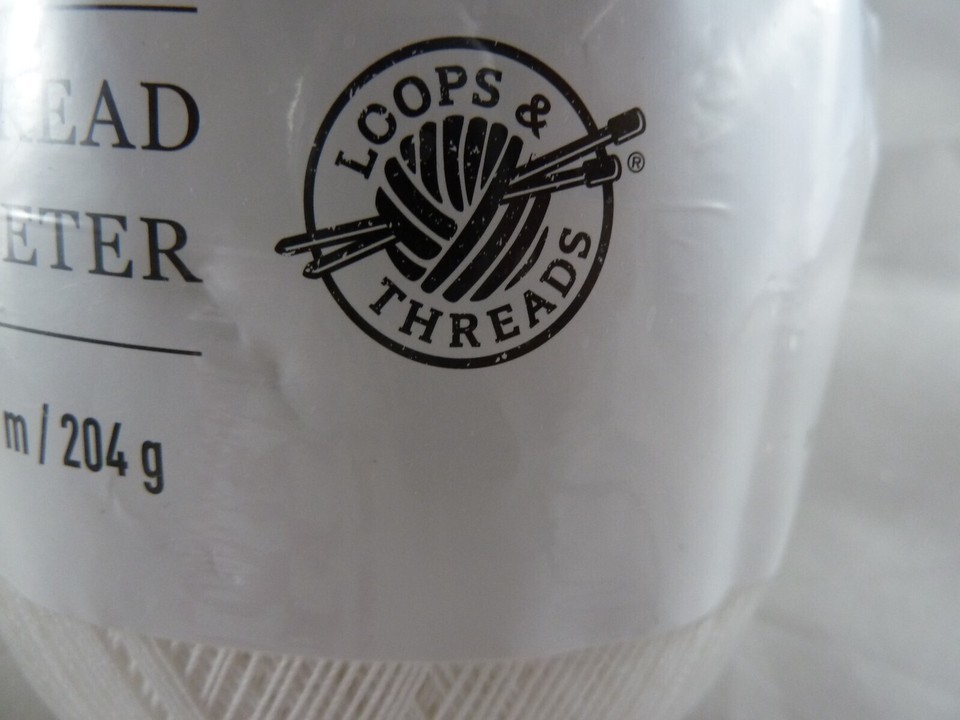 READ
ETER
m / 204 g
LOOPS &
THREADS
®